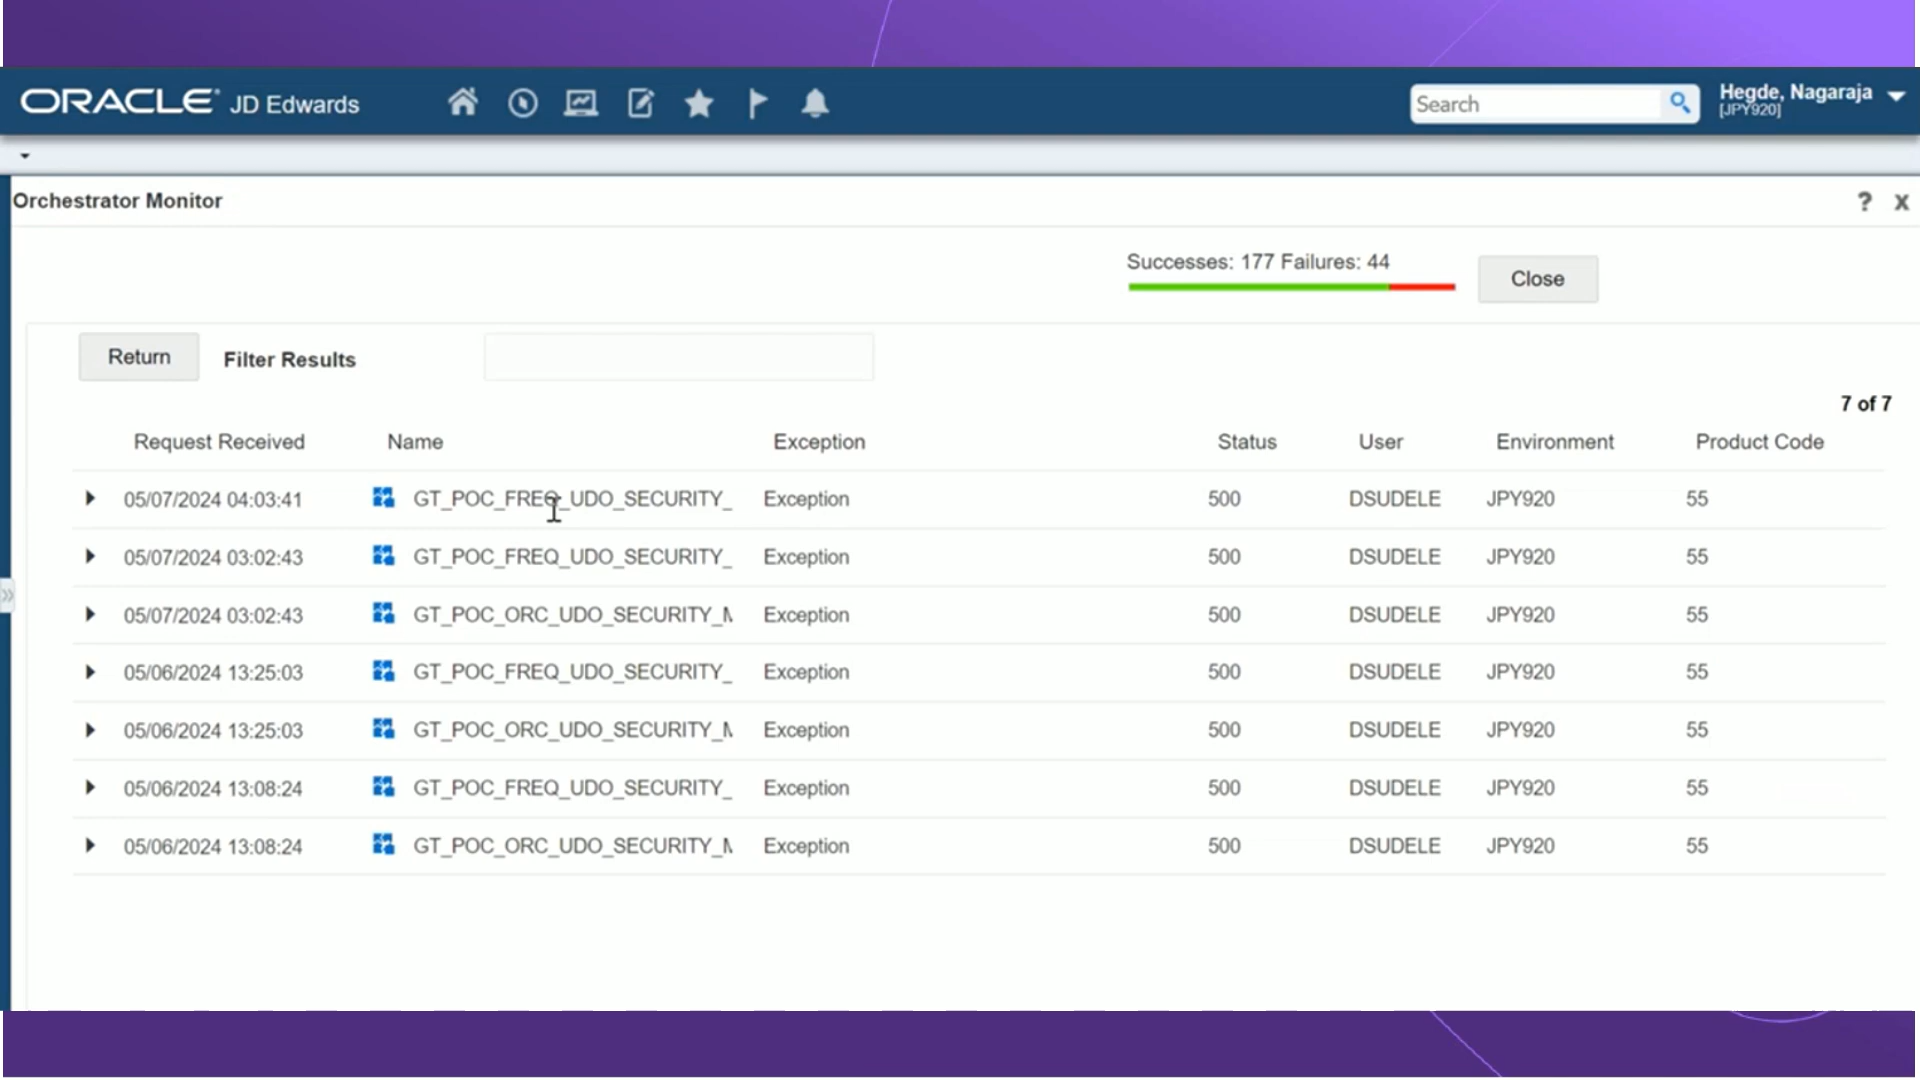 ORACLE JD Edwards
Search
Hegde, Nagaraja
[JPY920]
Orchestrator Monitor
? X
Successes: 177 Failures: 44
Close
Return Filter Results
7 of 7
Request Received Name Exception Status User Environment Product Code
05/07/2024 04:03:41 GT_POC_FREQ_UDO_SECURITY_ Exception 500 DSUDELE JPY920 55
05/07/2024 03:02:43 GT_POC_FREQ_UDO_SECURITY_ Exception 500 DSUDELE JPY920 55
05/07/2024 03:02:43 GT_POC_ORC_UDO_SECURITY_M Exception 500 DSUDELE JPY920 55
05/06/2024 13:25:03 GT_POC_FREQ_UDO_SECURITY_ Exception 500 DSUDELE JPY920 55
05/06/2024 13:25:03 GT_POC_ORC_UDO_SECURITY_M Exception 500 DSUDELE JPY920 55
05/06/2024 13:08:24 GT_POC_FREQ_UDO_SECURITY_ Exception 500 DSUDELE JPY920 55
05/06/2024 13:08:24 GT_POC_ORC_UDO_SECURITY_M Exception 500 DSUDELE JPY920 55